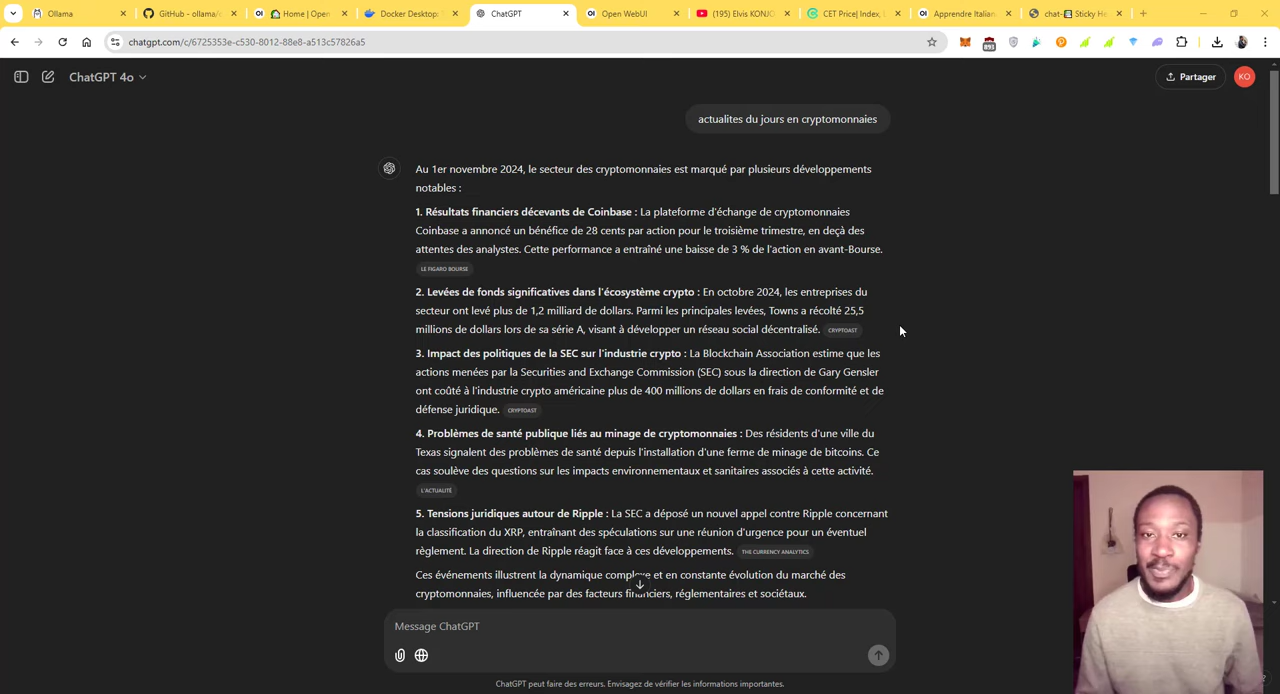 Ollama
GitHub - ollama/
OI
Home | Open
Docker Desktop:
ChatGPT
OI
Open WebUI
(195) Elvis KONJO
CET Price| Index,
OI
Apprendre Italian
chat-
Sticky He
chatgpt.com/c/6725353e-c530-8012-88e8-a513c57826a5
ChatGPT 4o
Partager
KO
actualites du jours en cryptomonnaies
Au 1er novembre 2024, le secteur des cryptomonnaies est marqué par plusieurs développements
notables :
1. Résultats financiers décevants de Coinbase : La plateforme d'échange de cryptomonnaies
Coinbase a annoncé un bénéfice de 28 cents par action pour le troisième trimestre, en deçà des
attentes des analystes. Cette performance a entraîné une baisse de 3 % de l'action en avant-Bourse.
LE FIGARO BOURSE
2. Levées de fonds significatives dans l'écosystème crypto : En octobre 2024, les entreprises du
secteur ont levé plus de 1,2 milliard de dollars. Parmi les principales levées, Towns a récolté 25,5
millions de dollars lors de sa série A, visant à développer un réseau social décentralisé. CRYPTOAST
3. Impact des politiques de la SEC sur l'industrie crypto : La Blockchain Association estime que les
actions menées par la Securities and Exchange Commission (SEC) sous la direction de Gary Gensler
ont coûté à l'industrie crypto américaine plus de 400 millions de dollars en frais de conformité et de
défense juridique. CRYPTOAST
4. Problèmes de santé publique liés au minage de cryptomonnaies : Des résidents d'une ville du
Texas signalent des problèmes de santé depuis l'installation d'une ferme de minage de bitcoins. Ce
cas soulève des questions sur les impacts environnementaux et sanitaires associés à cette activité.
L'ACTUALITÉ
5. Tensions juridiques autour de Ripple : La SEC a déposé un nouvel appel contre Ripple concernant
la classification du XRP, entraînant des spéculations sur une réunion d'urgence pour un éventuel
règlement. La direction de Ripple réagit face à ces développements. THE CURRENCY ANALYTICS
Ces événements illustrent la dynamique complexe et en constante évolution du marché des
cryptomonnaies, influencée par des facteurs financiers, réglementaires et sociétaux.
Message ChatGPT
ChatGPT peut faire des erreurs. Envisagez de vérifier les informations importantes.